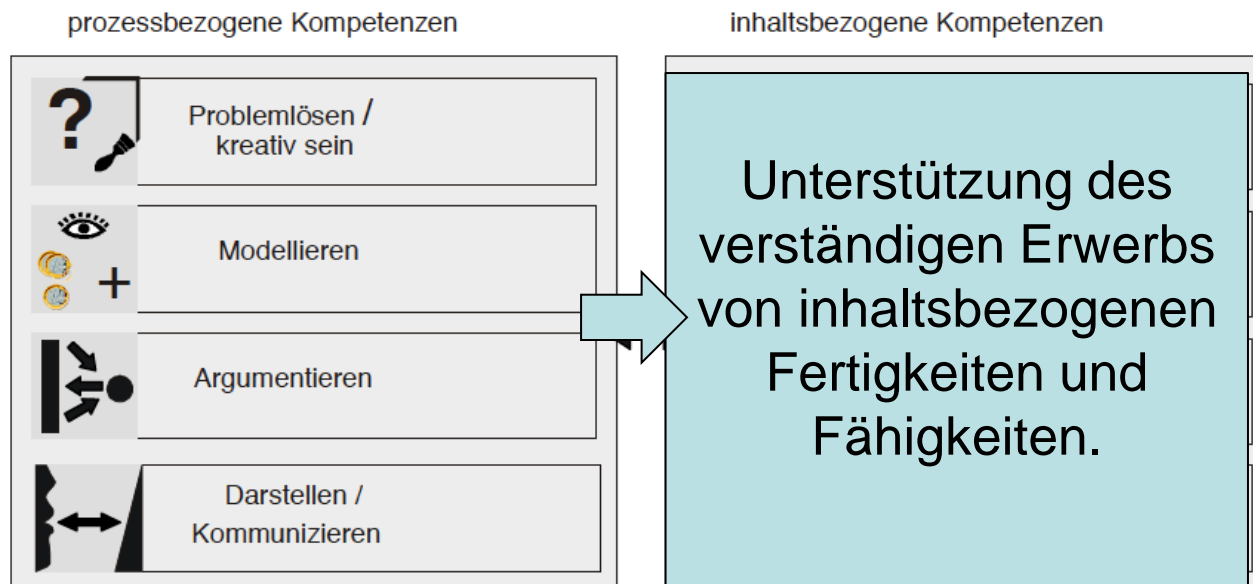 prozessbezogene Kompetenzen
inhaltsbezogene Kompetenzen
?
Problemlösen /
kreativ sein
+
Modellieren
Argumentieren
Darstellen /
Kommunizieren
Unterstützung des
verständigen Erwerbs
von inhaltsbezogenen
Fertigkeiten und
Fähigkeiten.